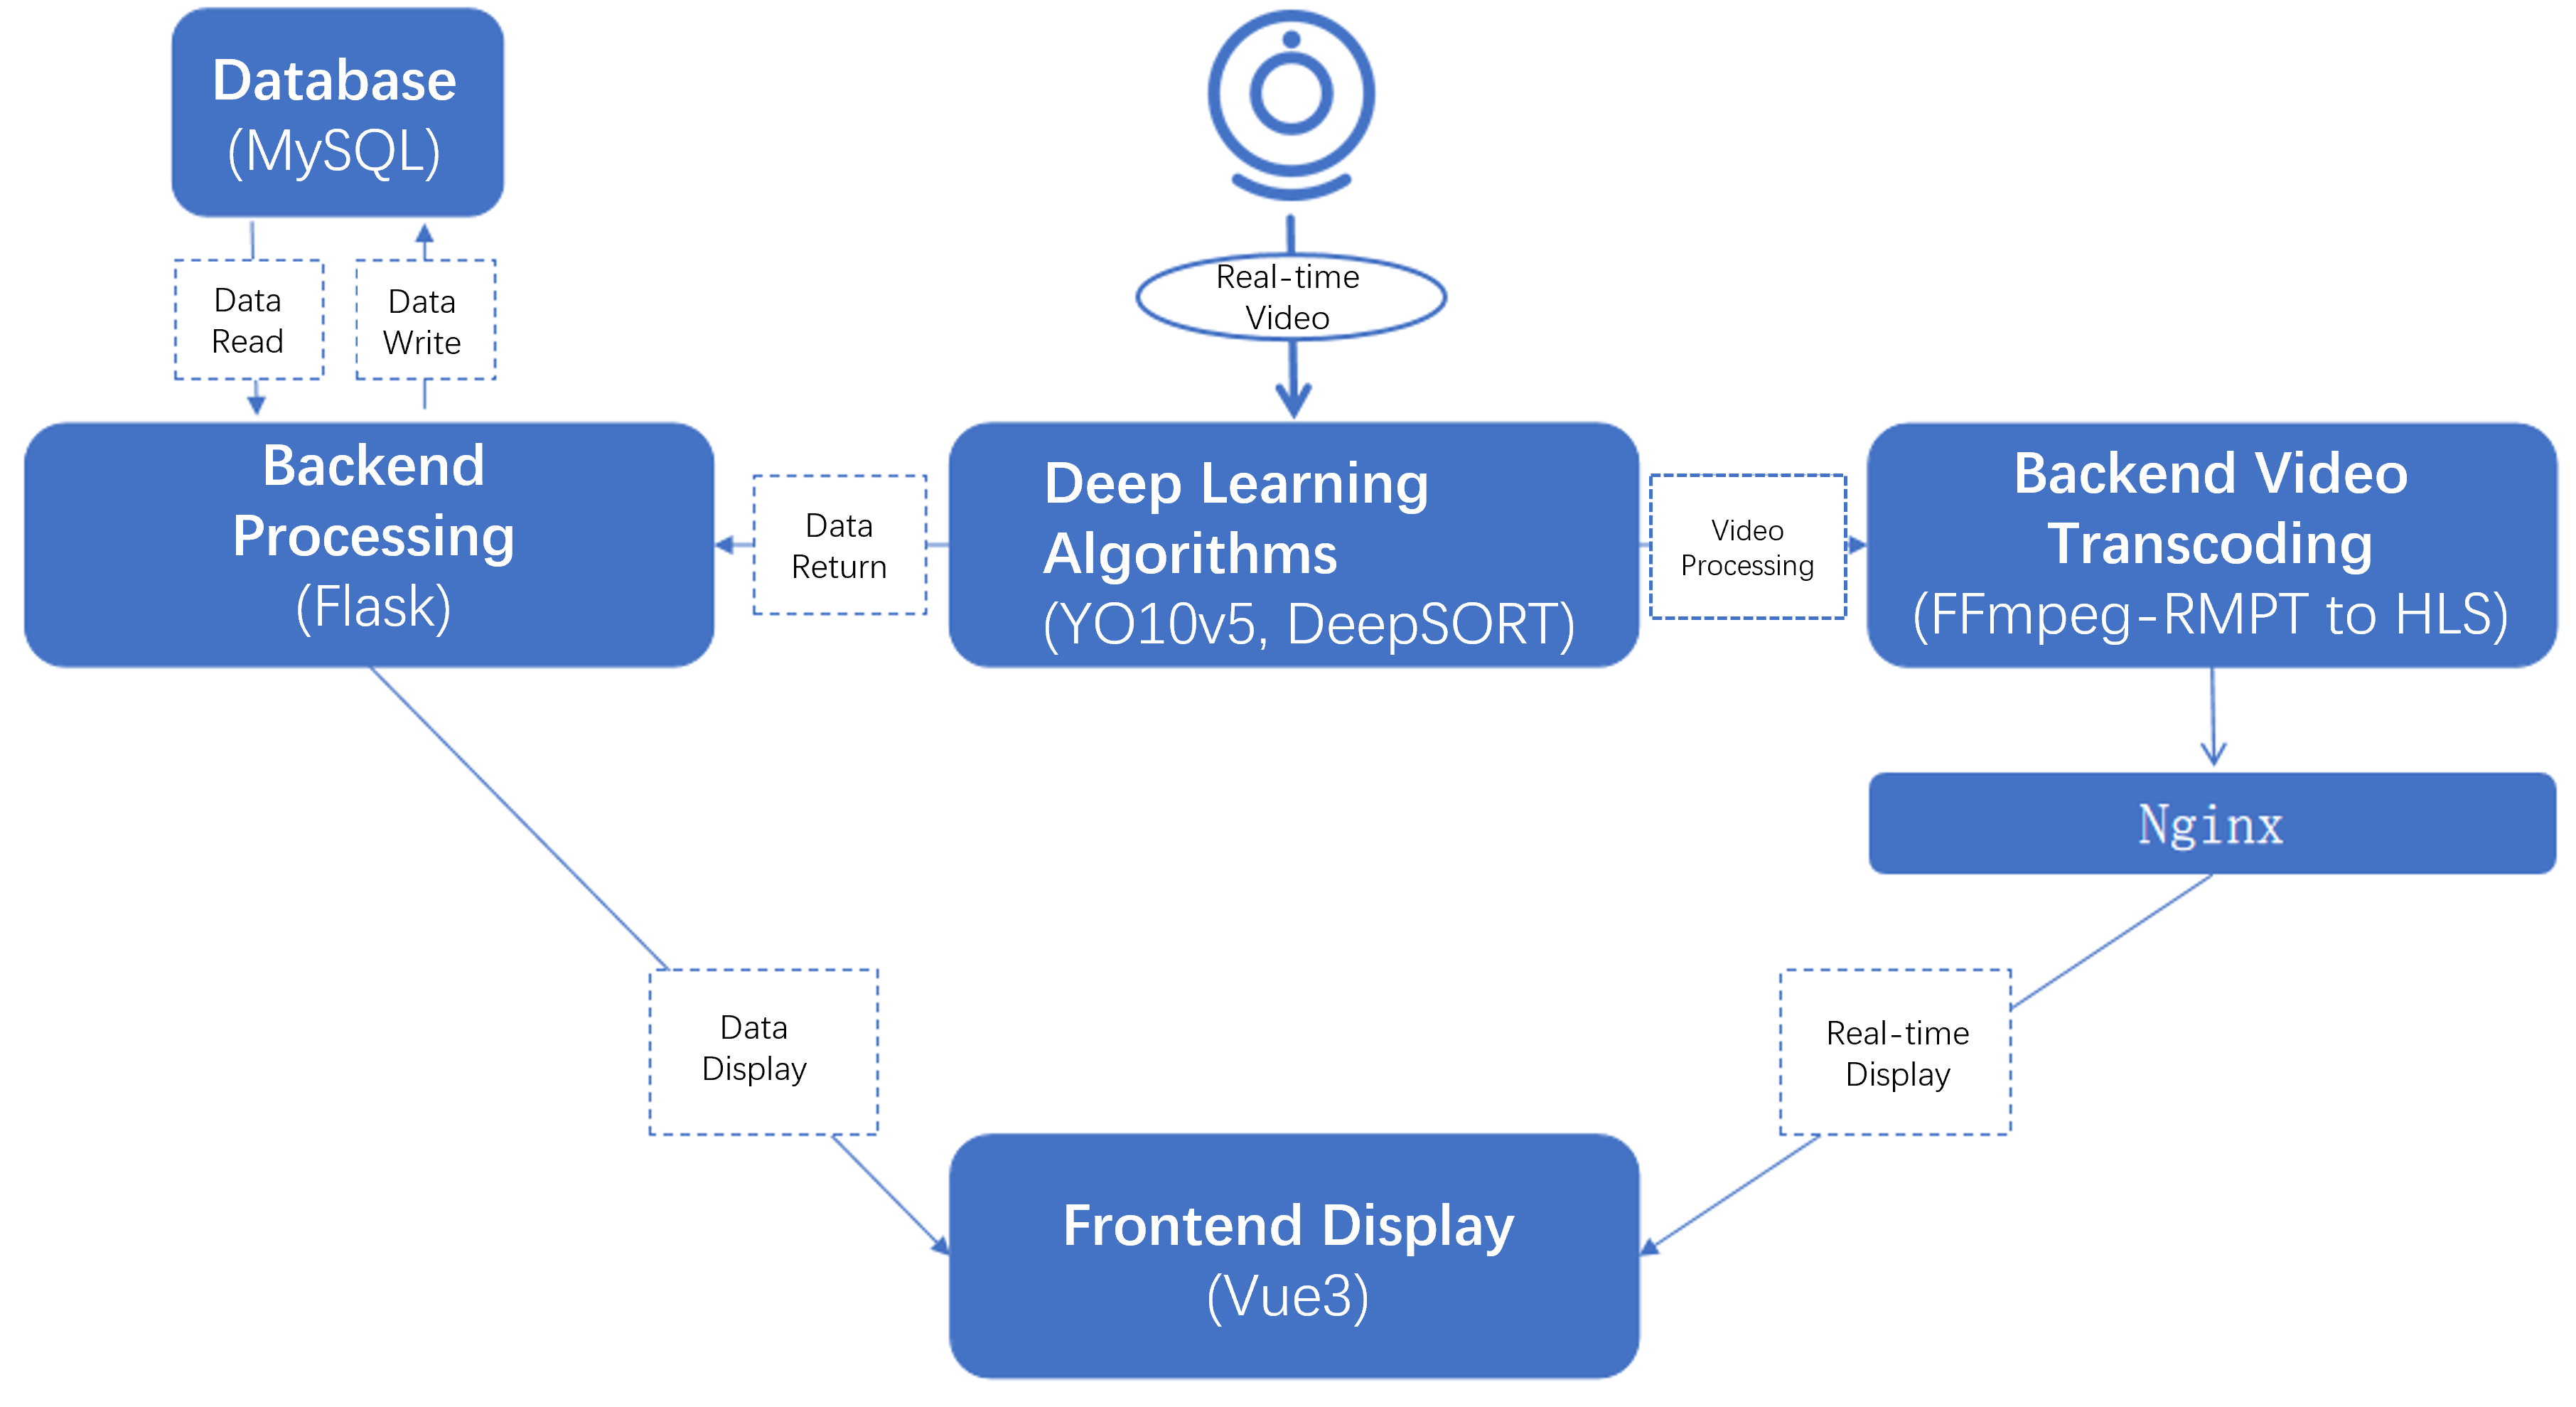 Database
(MySQL)
Real-time
Video
Data
Read
Data
Write
Backend
Processing
(Flask)
Data
Return
Deep Learning
Algorithms
(YO10v5, DeepSORT)
Video
Processing
Backend Video
Transcoding
(FFmpeg-RMPT to HLS)
Nginx
Data
Display
Real-time
Display
Frontend Display
(Vue3)